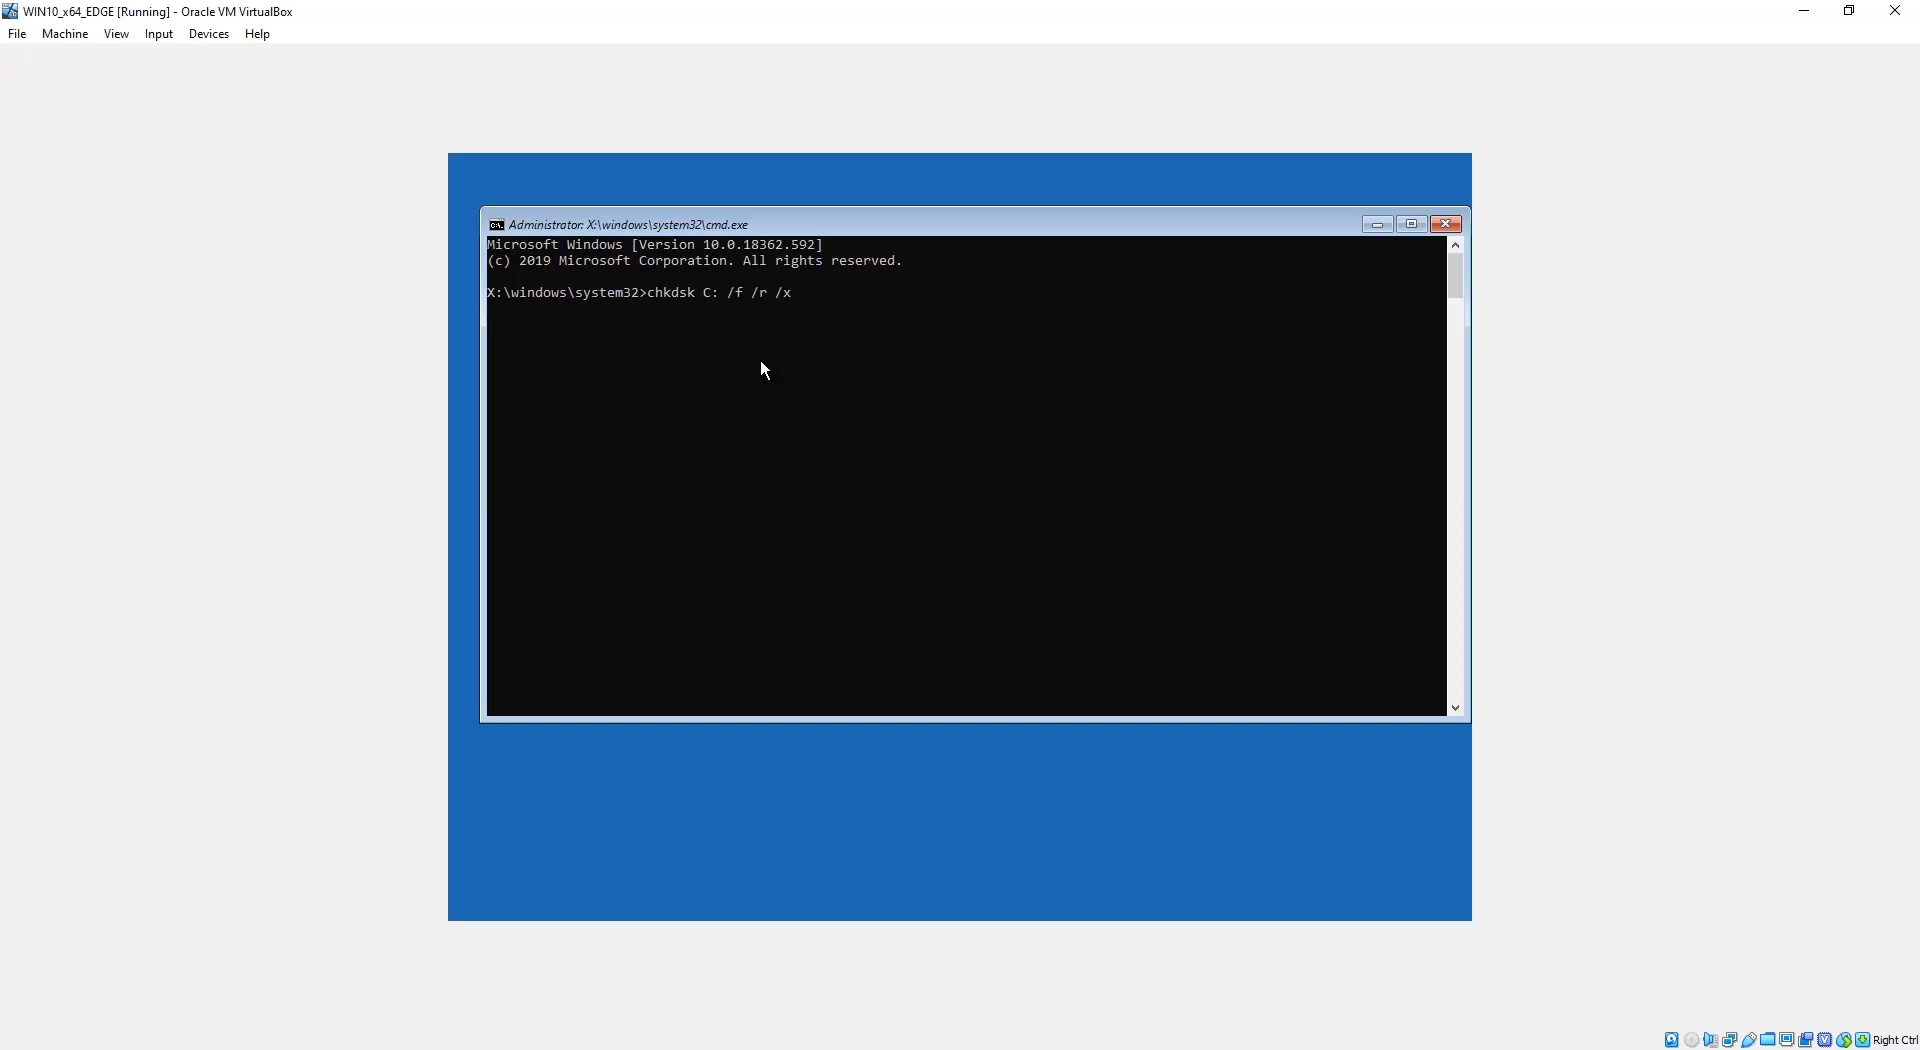 WIN10_x64_EDGE [Running] - Oracle VM VirtualBox
File Machine View Input Devices Help
Administrator: X:\windows\system32\cmd.exe
Microsoft Windows [Version 10.0.18362.592]
(c) 2019 Microsoft Corporation. All rights reserved.
X:\windows\system32>chkdsk C: /f /r /x
Right Ctrl